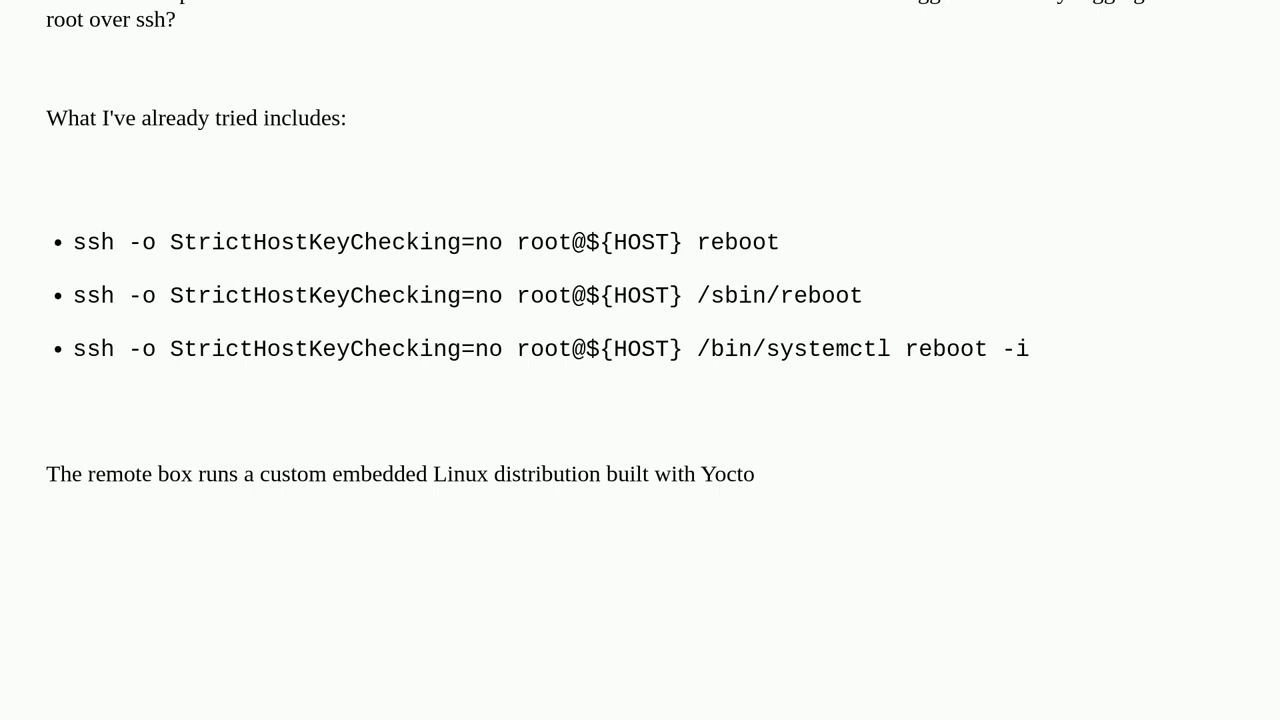 root over ssh?
What I've already tried includes:
• ssh -o StrictHostKeyChecking=no root@${HOST} reboot
• ssh -o StrictHostKeyChecking=no root@${HOST} /sbin/reboot
• ssh -o StrictHostKeyChecking=no root@${HOST} /bin/systemctl reboot -i
The remote box runs a custom embedded Linux distribution built with Yocto